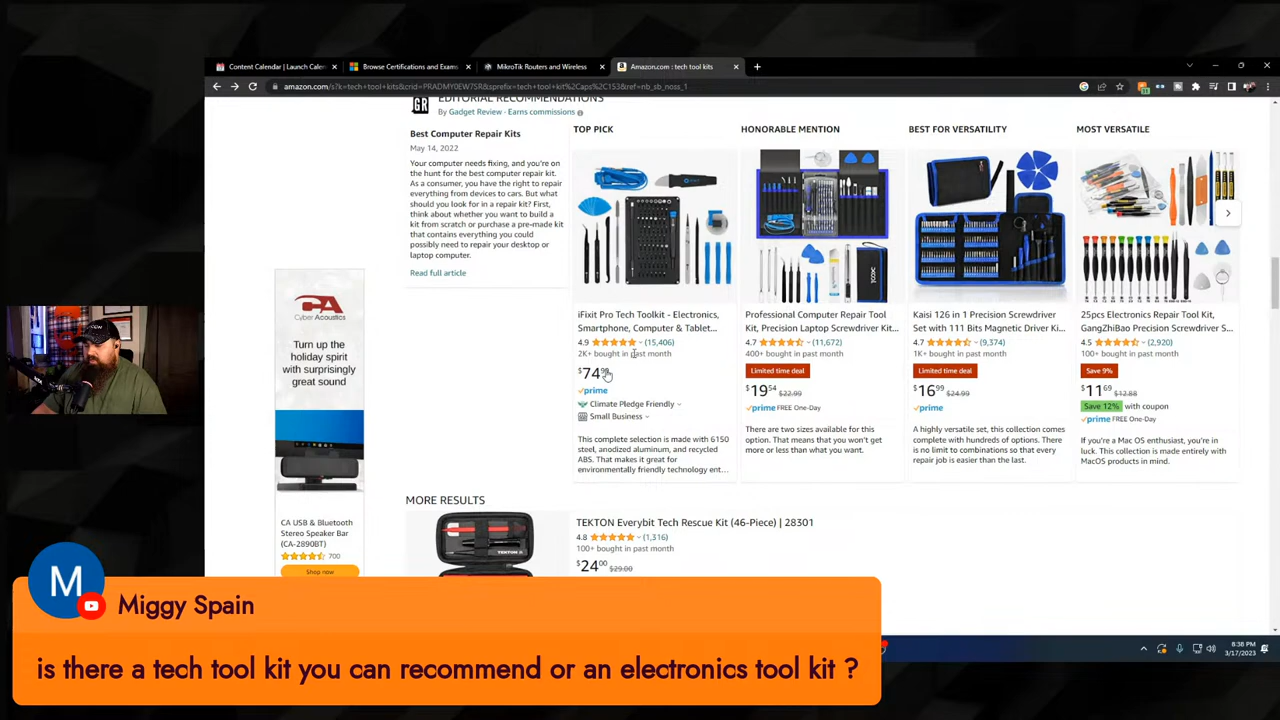 Content Calendar | Launch Cale
Browse Certifications and Exams
MikroTik Routers and Wireless
Amazon.com : tech tool kits
amazon.com/s?k=tech+tool+kits&crid=PRADMY0EW7SR&sprefix=tech+tool+kit%2Caps%2C153&ref=nb_sb_noss_1
GR
EDITORIAL RECOMMENDATIONS
By Gadget Review · Earns commissions
Best Computer Repair Kits
May 14, 2022
Your computer needs fixing, and you're on
the hunt for the best computer repair kit.
As a consumer, you have the right to repair
everything from devices to cars. But what
should you look for in a repair kit? First,
think about whether you want to build a
kit from scratch or purchase a pre-made kit
that contains everything you could
possibly need to repair your desktop or
laptop computer.
Read full article
TOP PICK
iFixit Pro Tech Toolkit - Electronics,
Smartphone, Computer & Tablet...
4.9 (15,406)
2K+ bought in past month
$74.99
prime
Climate Pledge Friendly
Small Business
This complete selection is made with 6150
steel, anodized aluminum, and recycled
ABS. That makes it great for
environmentally friendly technology ent...
HONORABLE MENTION
Professional Computer Repair Tool
Kit, Precision Laptop Screwdriver Kit...
4.7 (11,672)
400+ bought in past month
Limited time deal
$19.54 $22.99
prime FREE One-Day
There are two sizes available for this
option. That means that you won't get
more or less than what you want.
BEST FOR VERSATILITY
Kaisi 126 in 1 Precision Screwdriver
Set with 111 Bits Magnetic Driver Ki...
4.7 (9,374)
1K+ bought in past month
Limited time deal
$16.99 $24.99
prime
A highly versatile set, this collection comes
complete with hundreds of options. There
is no limit to combinations so that every
repair job is easier than the last.
MOST VERSATILE
25pcs Electronics Repair Tool Kit,
GangZhiBao Precision Screwdriver S...
4.5 (2,920)
Save 9%
$11.69 $12.88
Save 12% with coupon
prime FREE One-Day
If you're a Mac OS enthusiast, you're in
luck. This collection is made entirely with
MacOS products in mind.
MORE RESULTS
TEKTON
TEKTON Everybit Tech Rescue Kit (46-Piece) | 28301
4.8 (1,316)
100+ bought in past month
$24.00 $29.00
CA
Cyber Acoustics
Turn up the
holiday spirit
with surprisingly
great sound
CA USB & Bluetooth
Stereo Speaker Bar
(CA-2890BT)
700
Shop now
8:38 PM
3/17/2023
M
Miggy Spain
is there a tech tool kit you can recommend or an electronics tool kit ?